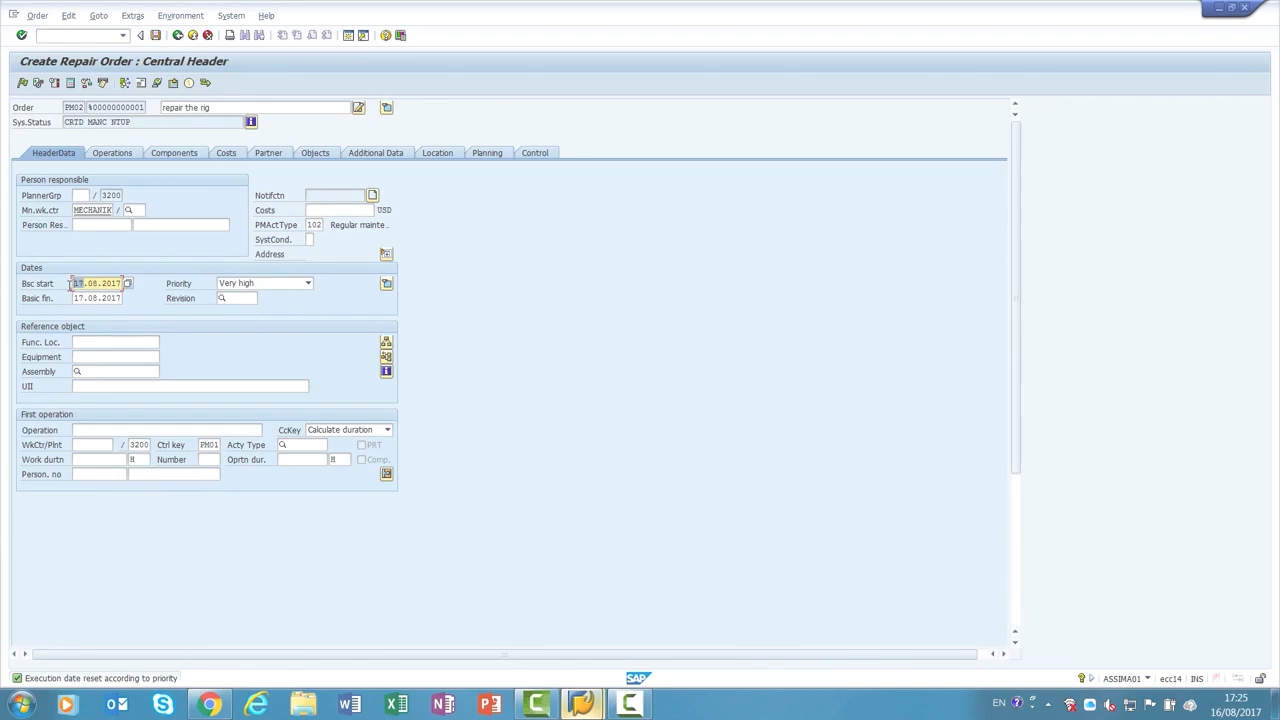 Order Edit Goto Extras Environment System Help
Create Repair Order : Central Header
Order PM02 %00000000001 repair the rig
Sys.Status CRTD MANC NTUP
HeaderData Operations Components Costs Partner Objects Additional Data Location Planning Control
Person responsible
PlannerGrp / 3200 Notifctn
Mn.wk.ctr MECHANIK / Costs USD
Person Res.. PMActType 102 Regular mainte..
SystCond.
Address
Dates
Bsc start 17.08.2017 Priority Very high
Basic fin. 17.08.2017 Revision
Reference object
Func. Loc.
Equipment
Assembly
UII
First operation
Operation CcKey Calculate duration
WkCtr/Plnt / 3200 Ctrl key PM01 Acty Type PRT
Work durtn H Number Oprtn dur. H Comp.
Person. no
Execution date reset according to priority SAP ASSIMA01 ecc14 INS
EN 17:25
16/08/2017